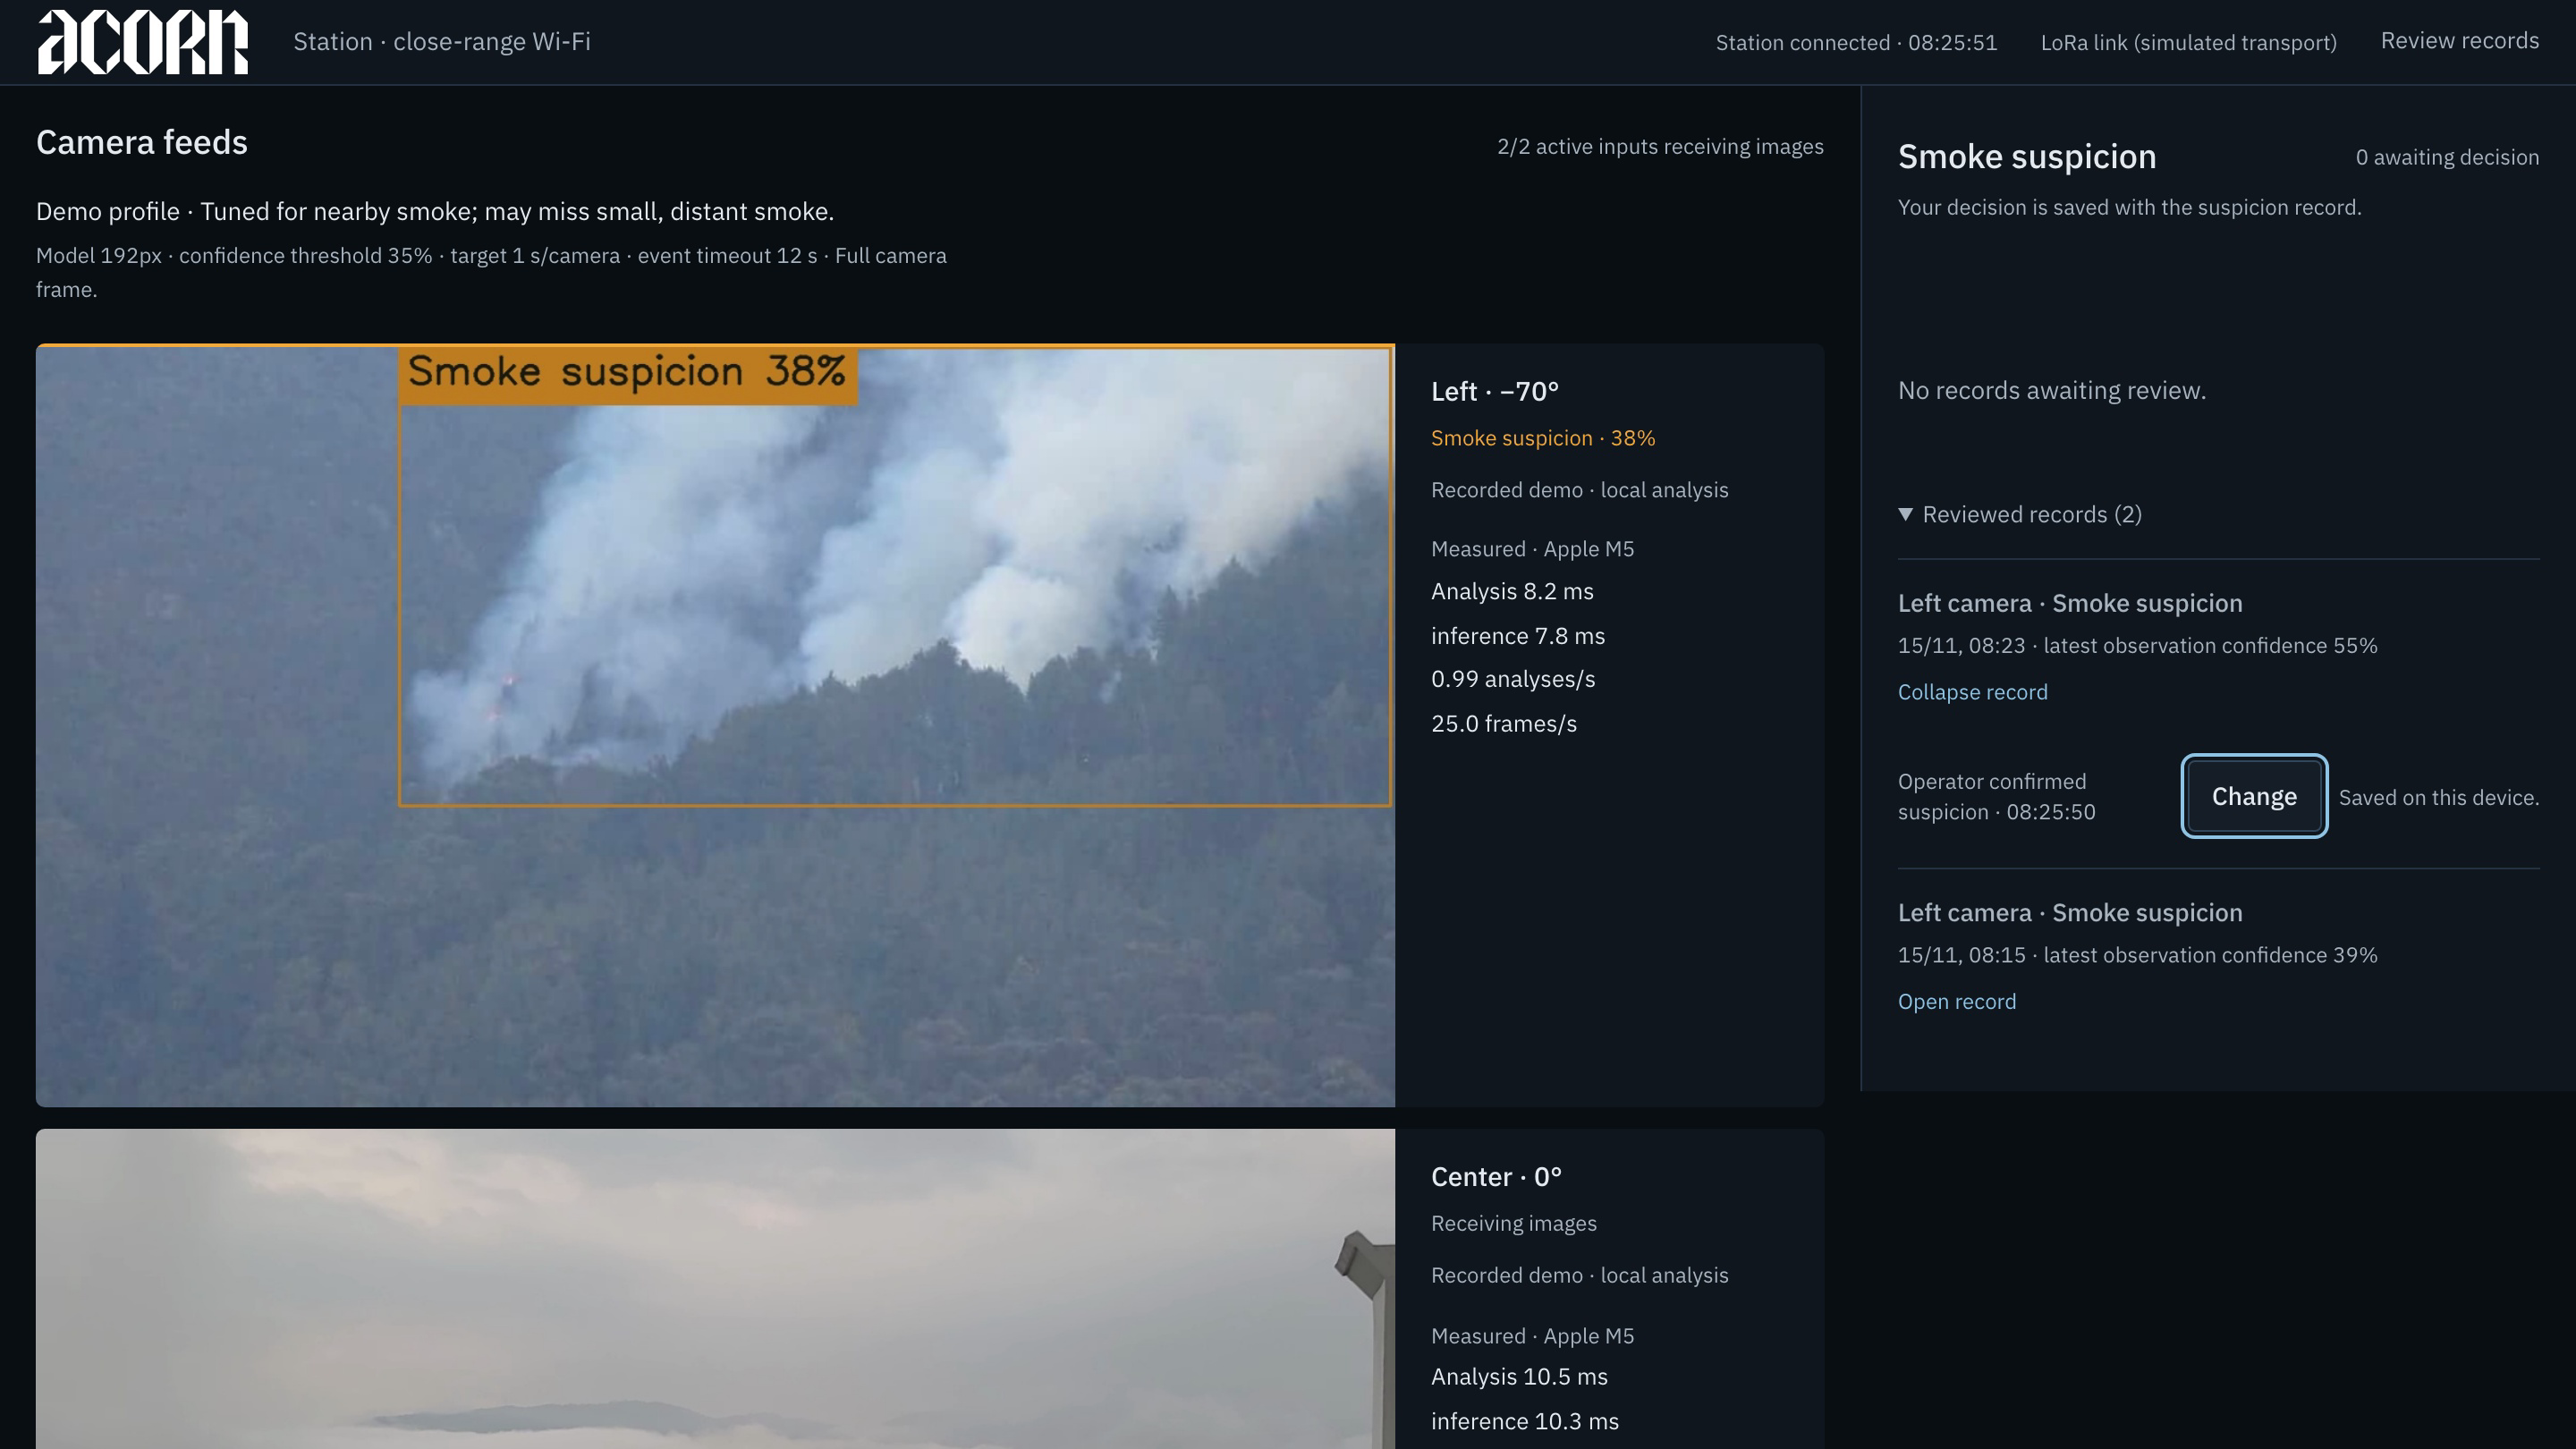 acorn
Station · close-range Wi-Fi
Station connected · 08:25:51
LoRa link (simulated transport)
Review records
Camera feeds
2/2 active inputs receiving images
Demo profile · Tuned for nearby smoke; may miss small, distant smoke.
Model 192px · confidence threshold 35% · target 1 s/camera · event timeout 12 s · Full camera
frame.
Smoke suspicion 38%
Left · −70°
Smoke suspicion · 38%
Recorded demo · local analysis
Measured · Apple M5
Analysis 8.2 ms
inference 7.8 ms
0.99 analyses/s
25.0 frames/s
Center · 0°
Receiving images
Recorded demo · local analysis
Measured · Apple M5
Analysis 10.5 ms
inference 10.3 ms
Smoke suspicion
0 awaiting decision
Your decision is saved with the suspicion record.
No records awaiting review.
▼ Reviewed records (2)
Left camera · Smoke suspicion
15/11, 08:23 · latest observation confidence 55%
Collapse record
Operator confirmed
suspicion · 08:25:50
Change
Saved on this device.
Left camera · Smoke suspicion
15/11, 08:15 · latest observation confidence 39%
Open record